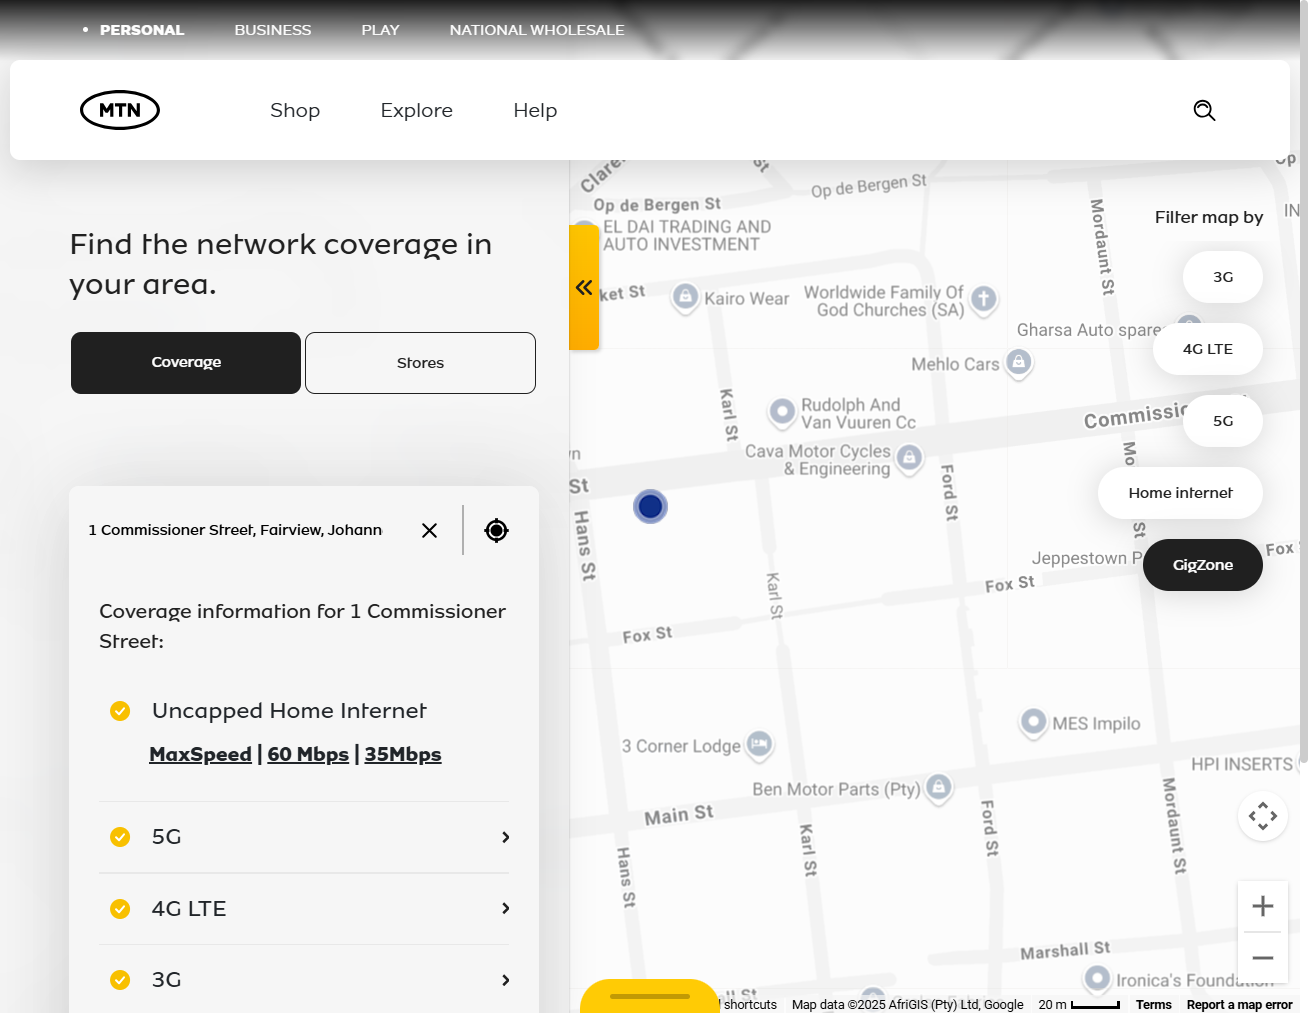 PERSONAL
BUSINESS
PLAY
NATIONAL WHOLESALE
MTN
Shop
Explore
Help
Find the network coverage in
your area.
Coverage
Stores
1 Commissioner Street, Fairview, Johann
Coverage information for 1 Commissioner
Street:
Uncapped Home Internet
MaxSpeed | 60 Mbps | 35Mbps
5G
4G LTE
3G
Filter map by
3G
4G LTE
5G
Home internet
GigZone
Op de Bergen St
Op de Bergen St
EL DAI TRADING AND
AUTO INVESTMENT
Mordaunt St
IN
ket St
Kairo Wear
Worldwide Family Of
God Churches (SA)
Gharsa Auto spare
Mehlo Cars
Karl St
Rudolph And
Van Vuuren Cc
Commissio
Cava Motor Cycles
& Engineering
St
Ford St
Hans St
Karl St
Jeppestown P
Fox St
Fox St
Fox St
MES Impilo
3 Corner Lodge
HPI INSERTS
Ben Motor Parts (Pty)
Main St
Mordaunt St
Ford St
Karl St
Hans St
Marshall St
Ironica's Foundation
shortcuts
Map data ©2025 AfriGIS (Pty) Ltd, Google
20 m
Terms
Report a map error